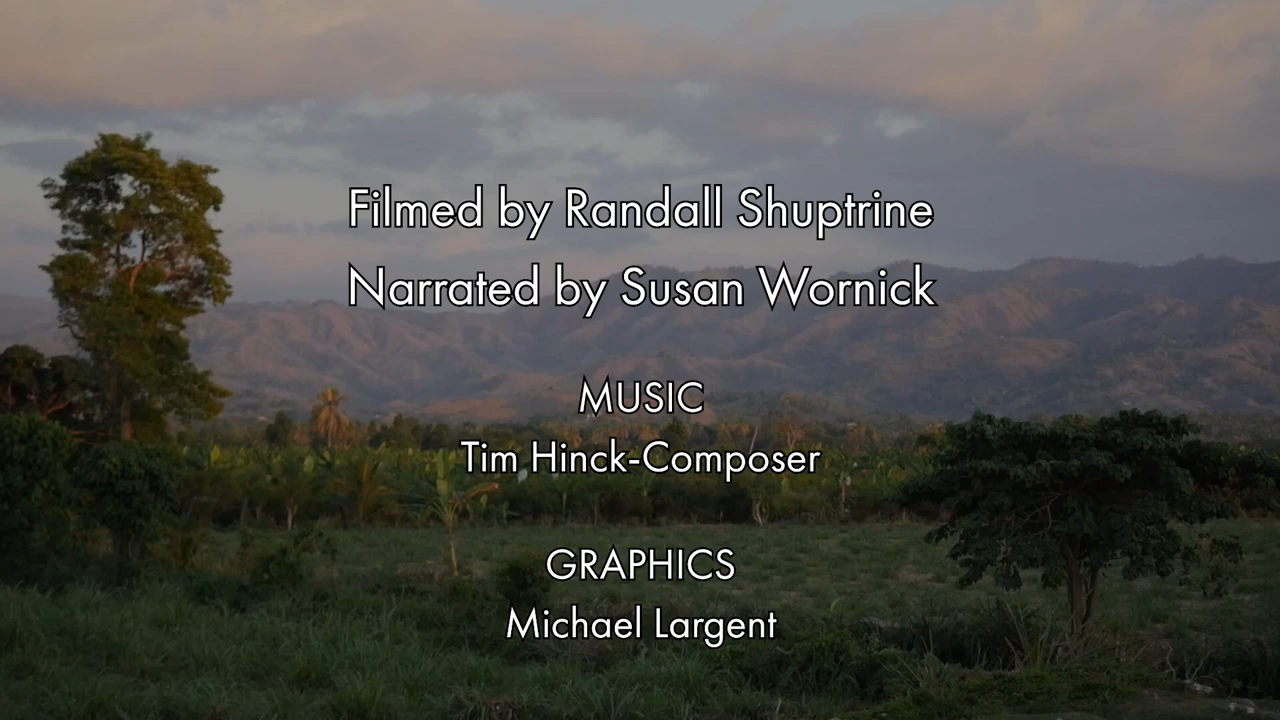 Filmed by Randall Shuptrine
Narrated by Susan Wornick
MUSIC
Tim Hinck-Composer
GRAPHICS
Michael Largent